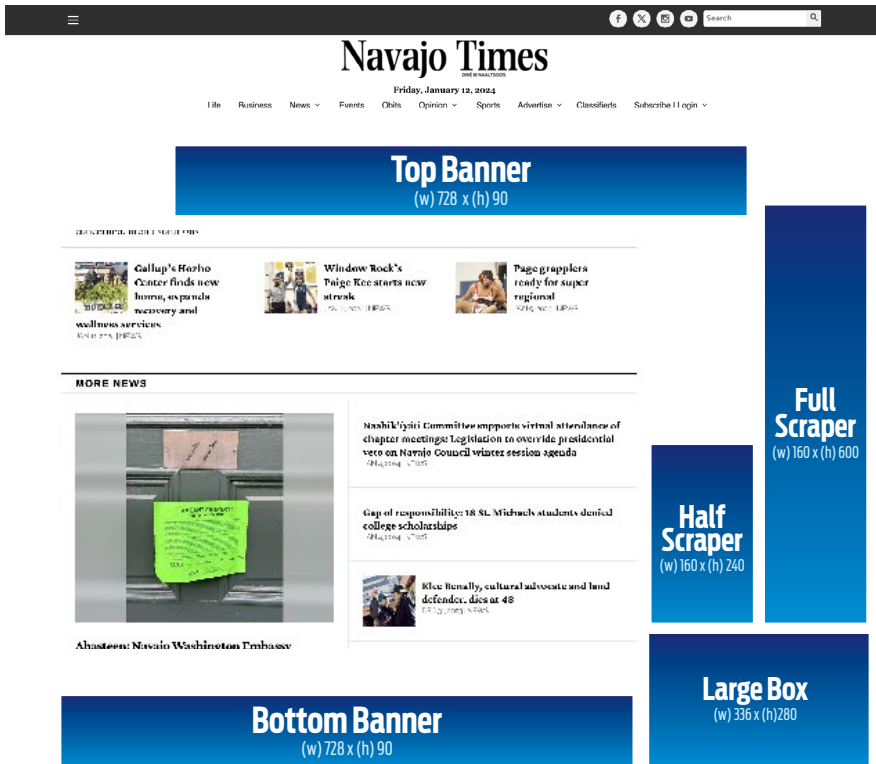 Search
Navajo Times
DINÉ BI NAALTSOOS
Friday, January 12, 2024
Life Business News Events Obits Opinion Sports Advertise Classifieds Subscribe | Login
Top Banner
(w) 728 x (h) 90
Gallup's Hozho
Center finds new
home, expands
recovery and
wellness services
Window Rock's
Paige Kee starts new
streak
Page grapplers
ready for super
regional
MORE NEWS
Naabik'íyáti Committee supports virtual attendance of
chapter meetings: Legislation to override presidential
veto on Navajo Council winter session agenda
Gap of responsibility: 18 St. Michaels students denied
college scholarships
Klee Benally, cultural advocate and land
defender, dies at 48
Ahasteen: Navajo Washington Embassy
Full
Scraper
(w) 160 x (h) 600
Half
Scraper
(w) 160 x (h) 240
Large Box
(w) 336 x (h)280
Bottom Banner
(w) 728 x (h) 90